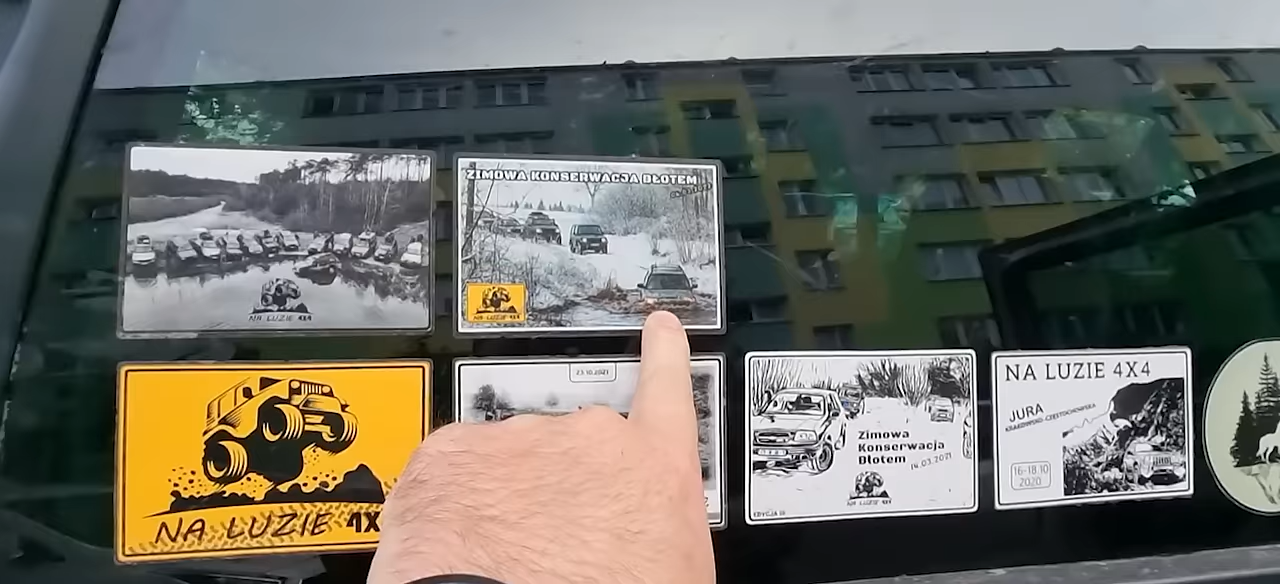 NA LUZIE 4X4
ZIMOWA KONSERWACJA BŁOTEM
NA LUZIE 4X4
NA LUZIE
23.10.2021
Zimowa
Konserwacja
Błotem
14.03.2021
NA LUZIE 4X4
EDYCJA III
NA LUZIE 4X4
JURA
KRAKOWSKO-CZĘSTOCHOWSKA
16-18.10
2020